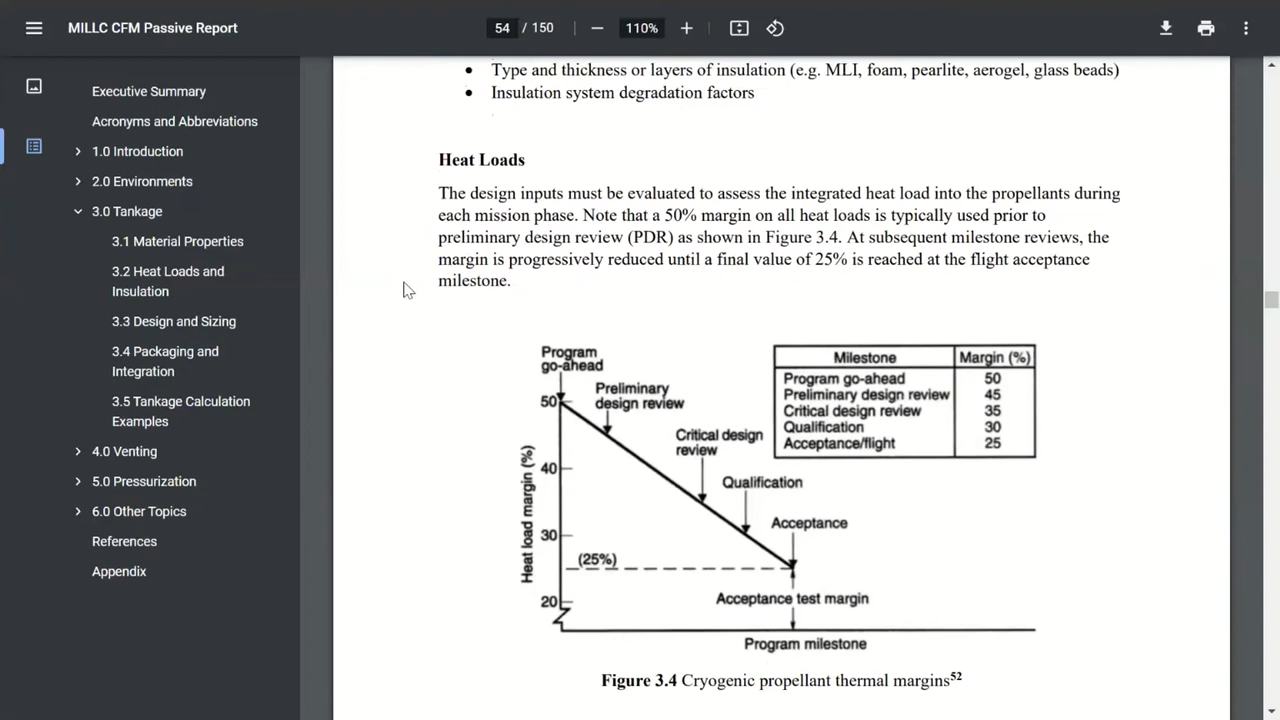 MILLC CFM Passive Report
54 / 150
110%
Executive Summary
Acronyms and Abbreviations
1.0 Introduction
2.0 Environments
3.0 Tankage
3.1 Material Properties
3.2 Heat Loads and
Insulation
3.3 Design and Sizing
3.4 Packaging and
Integration
3.5 Tankage Calculation
Examples
4.0 Venting
5.0 Pressurization
6.0 Other Topics
References
Appendix
• Type and thickness or layers of insulation (e.g. MLI, foam, pearlite, aerogel, glass beads)
• Insulation system degradation factors
Heat Loads
The design inputs must be evaluated to assess the integrated heat load into the propellants during
each mission phase. Note that a 50% margin on all heat loads is typically used prior to
preliminary design review (PDR) as shown in Figure 3.4. At subsequent milestone reviews, the
margin is progressively reduced until a final value of 25% is reached at the flight acceptance
milestone.
Program
go-ahead
Preliminary
design review
Critical design
review
Qualification
Acceptance
50
40
30
20
(25%)
Heat load margin (%)
Acceptance test margin
Program milestone
Milestone Margin (%)
Program go-ahead 50
Preliminary design review 45
Critical design review 35
Qualification 30
Acceptance/flight 25
Figure 3.4 Cryogenic propellant thermal margins52